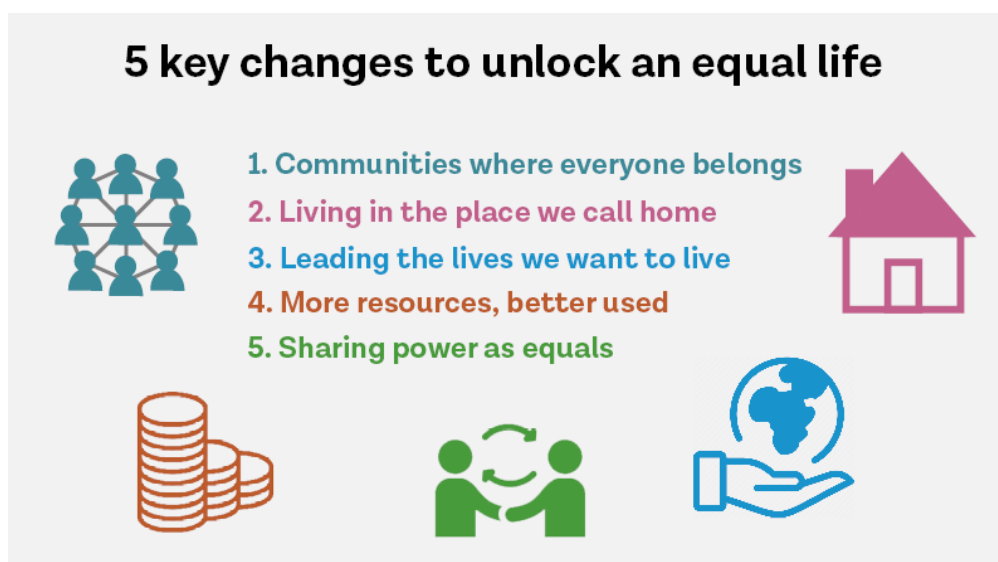 5 key changes to unlock an equal life
1. Communities where everyone belongs
2. Living in the place we call home
3. Leading the lives we want to live
4. More resources, better used
5. Sharing power as equals